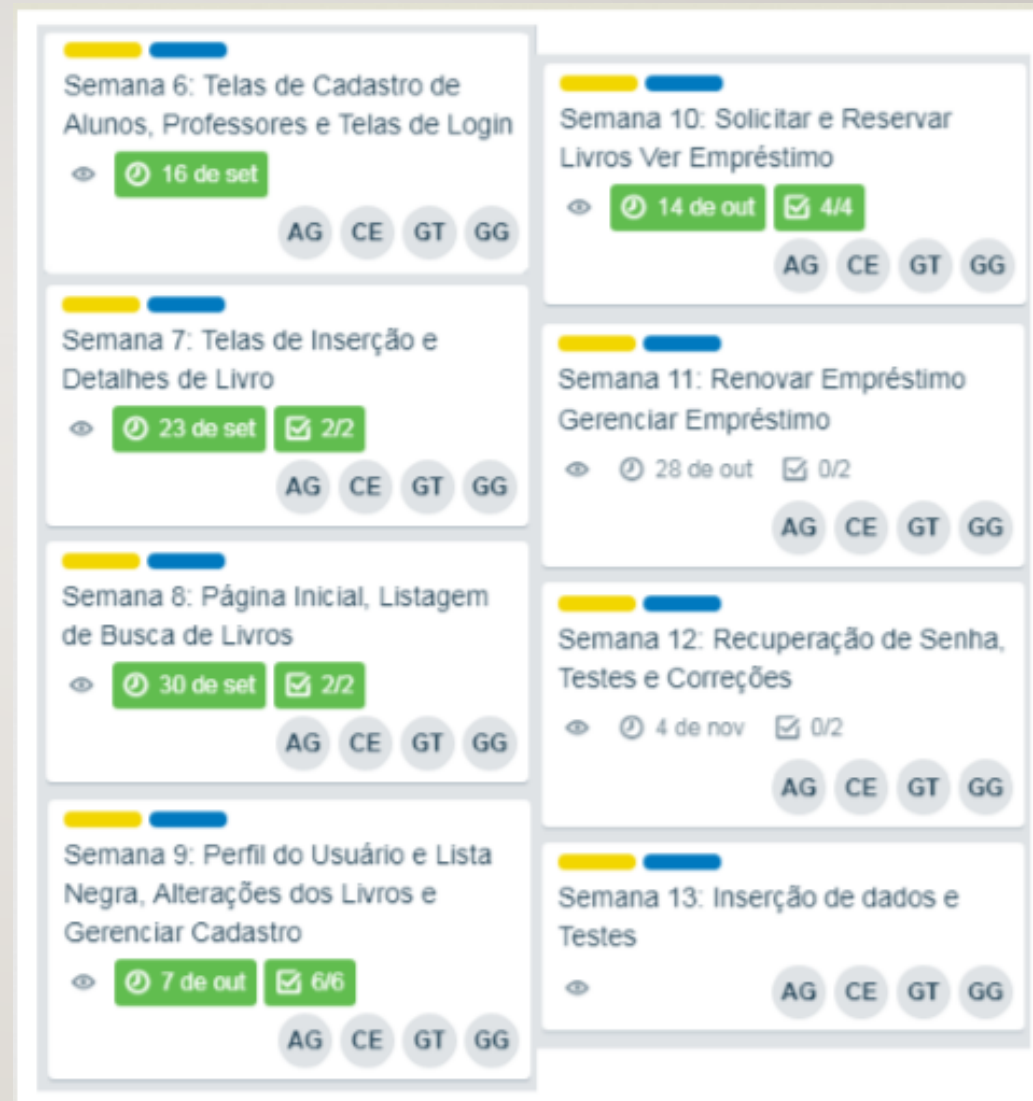 Semana 6: Telas de Cadastro de
Alunos, Professores e Telas de Login
16 de set
AG CE GT GG
Semana 7: Telas de Inserção e
Detalhes de Livro
23 de set 2/2
AG CE GT GG
Semana 8: Página Inicial, Listagem
de Busca de Livros
30 de set 2/2
AG CE GT GG
Semana 9: Perfil do Usuário e Lista
Negra, Alterações dos Livros e
Gerenciar Cadastro
7 de out 6/6
AG CE GT GG
Semana 10: Solicitar e Reservar
Livros Ver Empréstimo
14 de out 4/4
AG CE GT GG
Semana 11: Renovar Empréstimo
Gerenciar Empréstimo
28 de out 0/2
AG CE GT GG
Semana 12: Recuperação de Senha,
Testes e Correções
4 de nov 0/2
AG CE GT GG
Semana 13: Inserção de dados e
Testes
AG CE GT GG